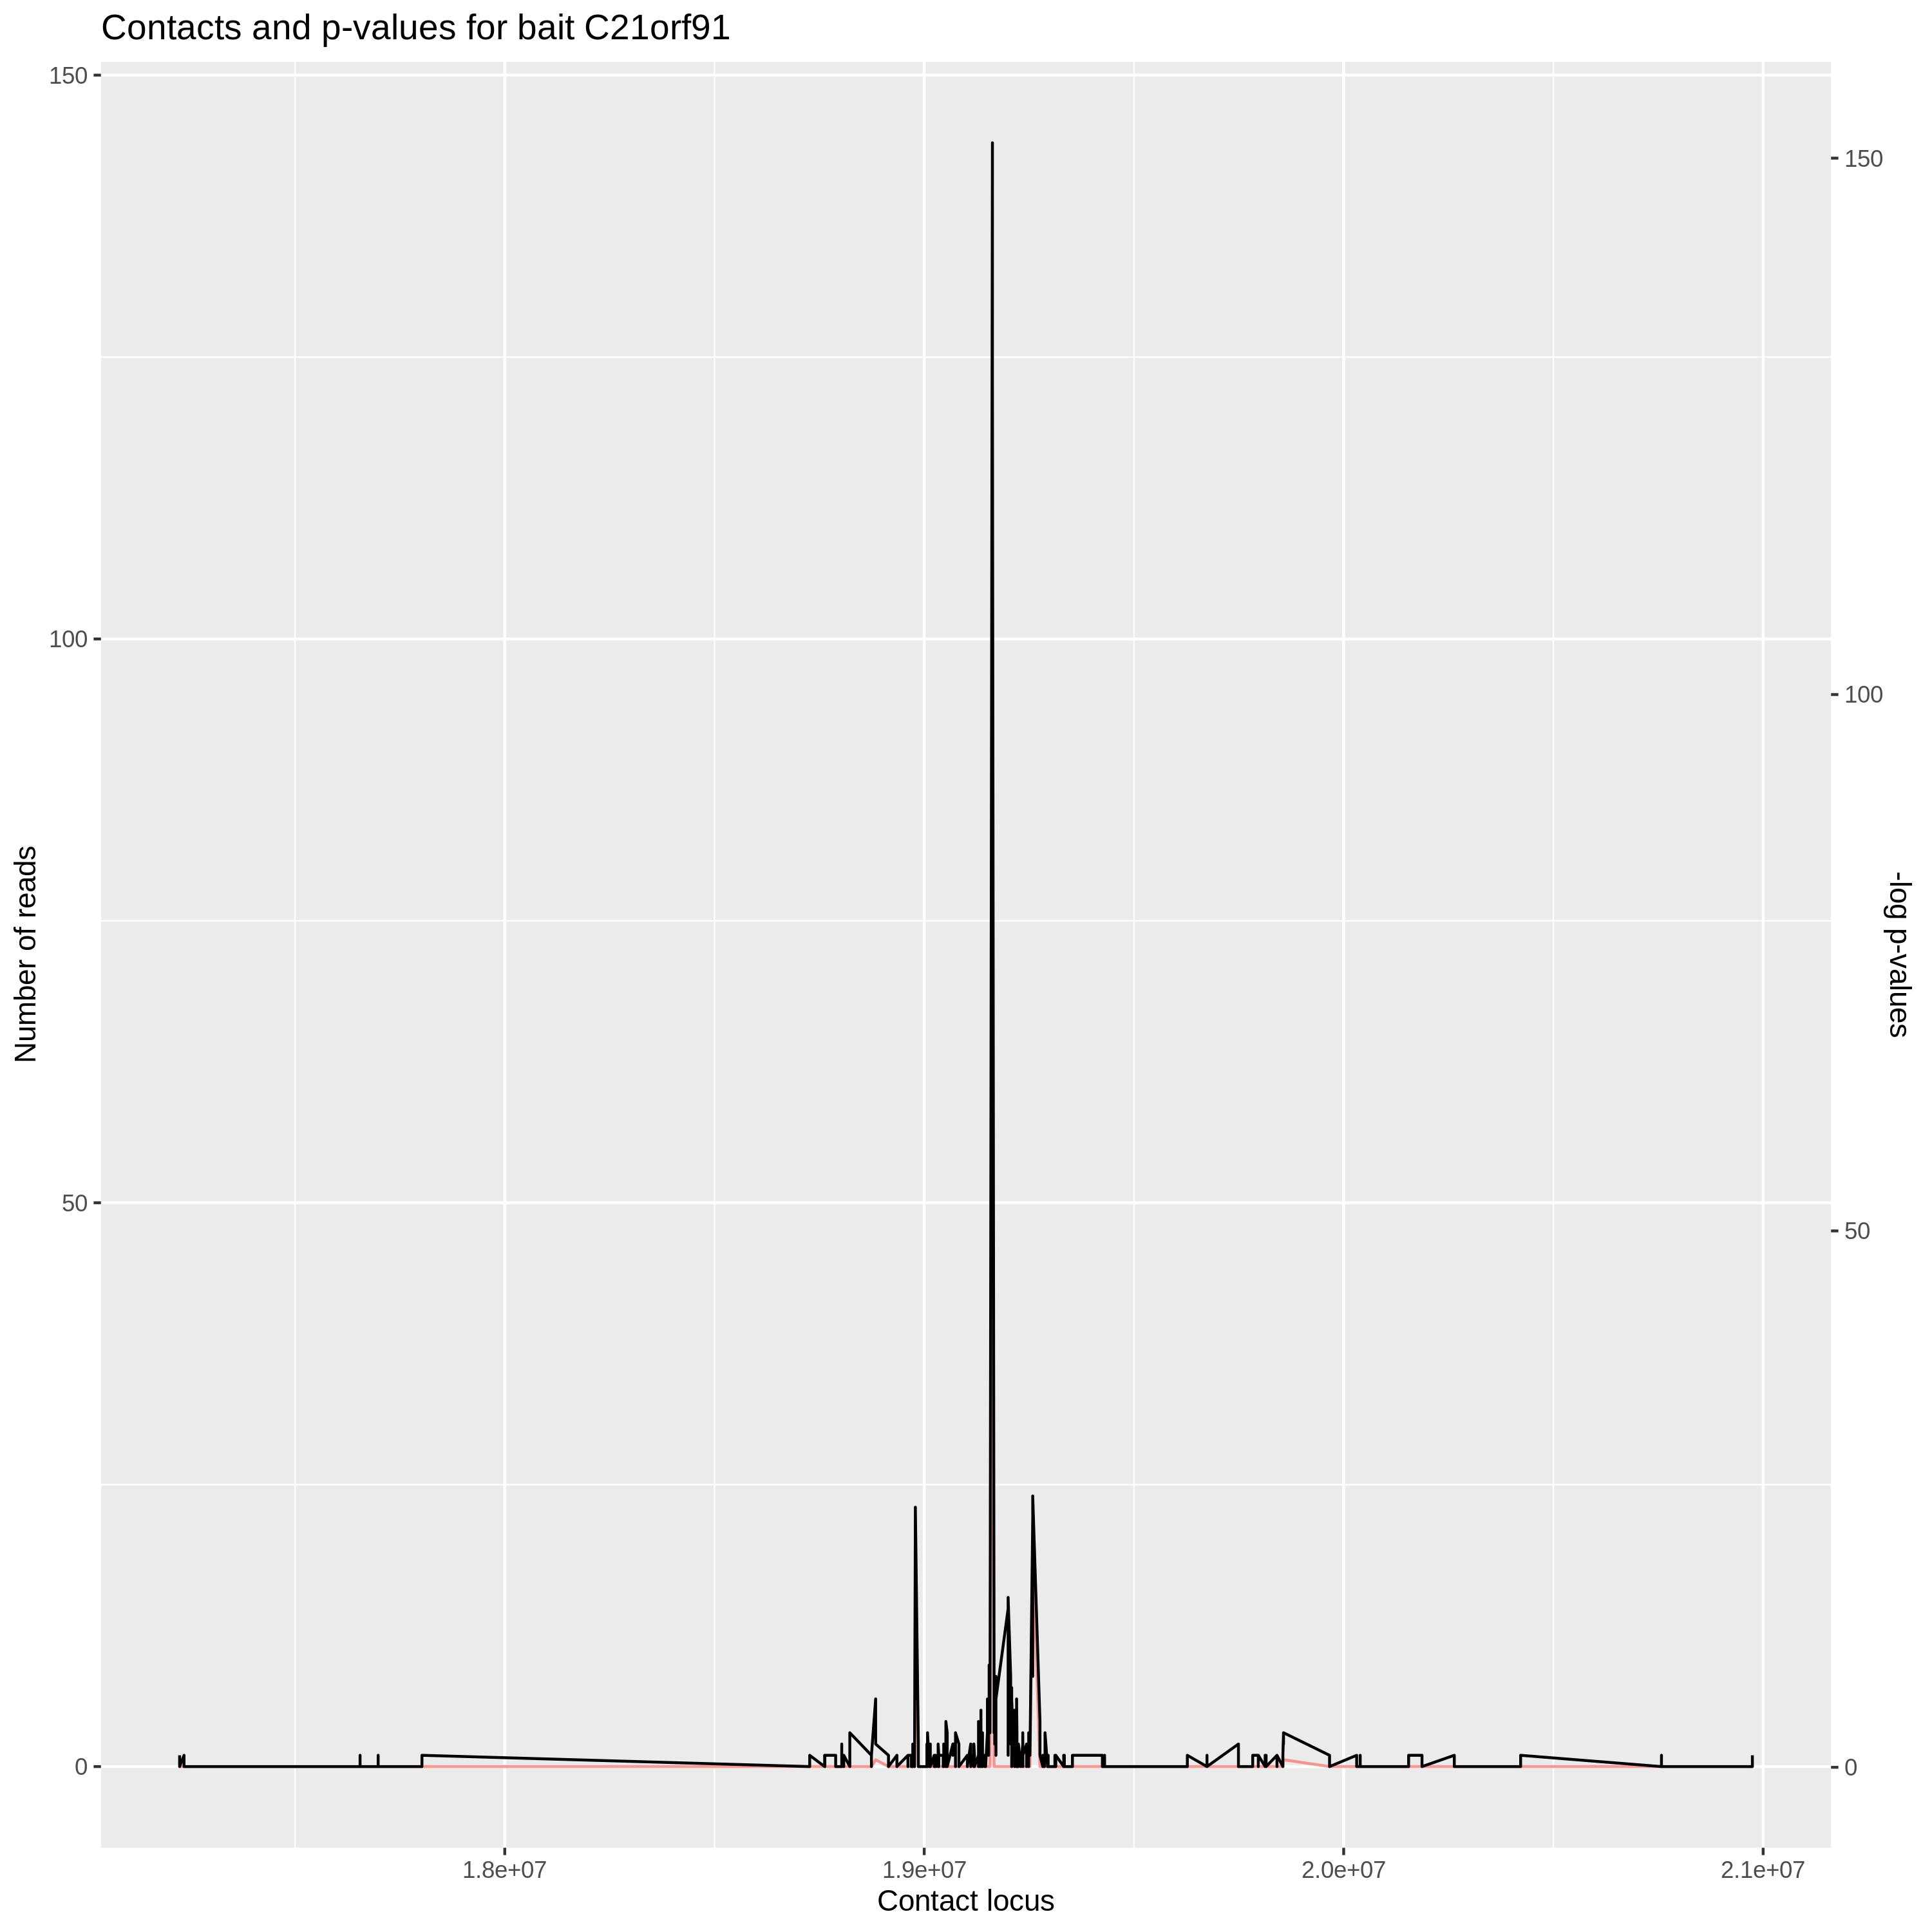 Contacts and p-values for bait C21orf91
150
100
50
0
Number of reads
150
100
50
0
-log p-values
1.8e+07
1.9e+07
2.0e+07
2.1e+07
Contact locus